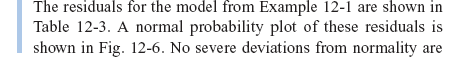 The residuals for the model from Example 12-1 are shown in
Table 12-3. A normal probability plot of these residuals is
shown in Fig. 12-6. No severe deviations from normality are